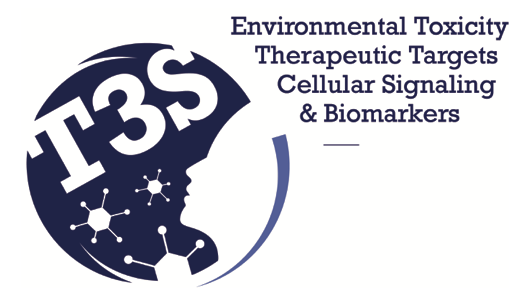 T3S
Environmental Toxicity
Therapeutic Targets
Cellular Signaling
& Biomarkers